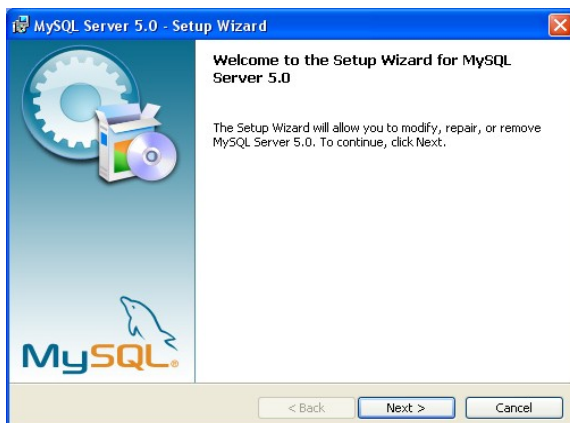 MySQL Server 5.0 - Setup Wizard
Welcome to the Setup Wizard for MySQL
Server 5.0
The Setup Wizard will allow you to modify, repair, or remove
MySQL Server 5.0. To continue, click Next.
MySQL®
< Back
Next >
Cancel